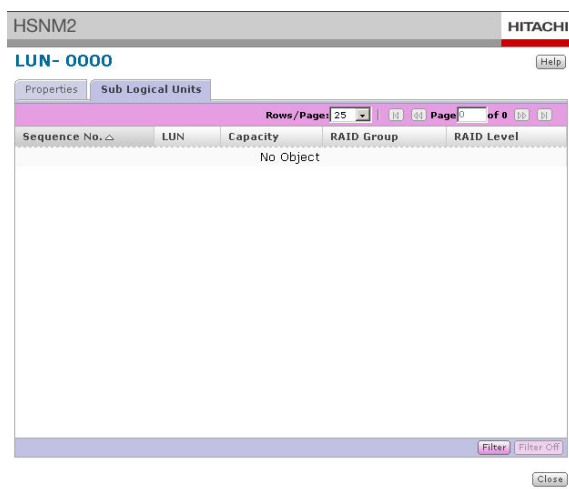 HSNM2 HITACHI
LUN- 0000 Help
Properties Sub Logical Units
Rows/Page: 25 Page 0 of 0
Sequence No. LUN Capacity RAID Group RAID Level
No Object
Filter Filter Off
Close